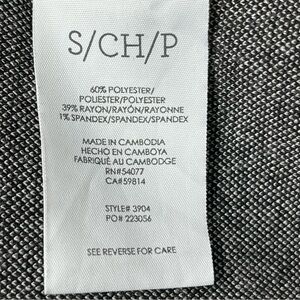 S/CH/P
60% POLYESTER/
POLIESTER/POLYESTER
39% RAYON/RAYÓN/RAYONNE
1% SPANDEX/SPANDEX/SPANDEX
MADE IN CAMBODIA
HECHO EN CAMBOYA
FABRIQUÉ AU CAMBODGE
RN#54077
CA#59814
STYLE# 3904
PO# 223056
SEE REVERSE FOR CARE